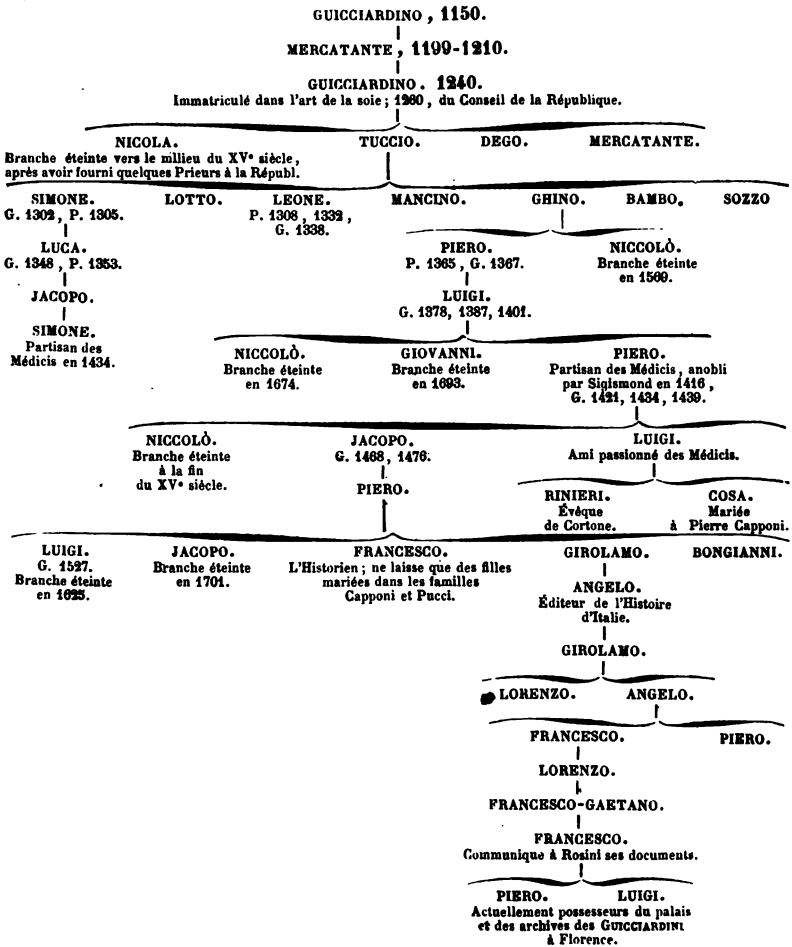 GUICCIARDINO, 1150.
MERCATANTE, 1199-1210.
GUICCIARDINO. 1240.
Immatriculé dans l'art de la soie; 1260, du Conseil de la République.
NICOLA. TUCCIO. DEGO. MERCATANTE.
Branche éteinte vers le milieu du XVe siècle,
après avoir fourni quelques Prieurs à la Républ.
SIMONE. LOTTO. LEONE. MANCINO. GHINO. BAMBO. SOZZO
G. 1302, P. 1305. P. 1308, 1332,
G. 1338.
LUCA. PIERO. NICCOLÒ.
G. 1348, P. 1353. P. 1365, G. 1367. Branche éteinte
en 1569.
JACOPO. LUIGI.
G. 1378, 1387, 1401.
SIMONE.
Partisan des
Médicis en 1434.
NICCOLÒ. GIOVANNI. PIERO.
Branche éteinte Branche éteinte Partisan des Médicis, anobli
en 1674. en 1693. par Sigismond en 1416,
G. 1421, 1434, 1439.
NICCOLÒ. JACOPO. LUIGI.
Branche éteinte G. 1468, 1476. Ami passionné des Médicis.
à la fin
du XVe siècle.
PIERO. RINIERI. COSA.
Évêque Mariée
de Cortone. à Pierre Capponi.
LUIGI. JACOPO. FRANCESCO. GIROLAMO. BONGIANNI.
G. 1527. Branche éteinte L'Historien; ne laisse que des filles
Branche éteinte en 1701. mariées dans les familles
en 1625. Capponi et Pucci.
ANGELO.
Éditeur de l'Histoire
d'Italie.
GIROLAMO.
LORENZO. ANGELO.
FRANCESCO. PIERO.
LORENZO.
FRANCESCO-GAETANO.
FRANCESCO.
Communique à Rosini ses documents.
PIERO. LUIGI.
Actuellement possesseurs du palais
et des archives des GUICCIARDINI
à Florence.